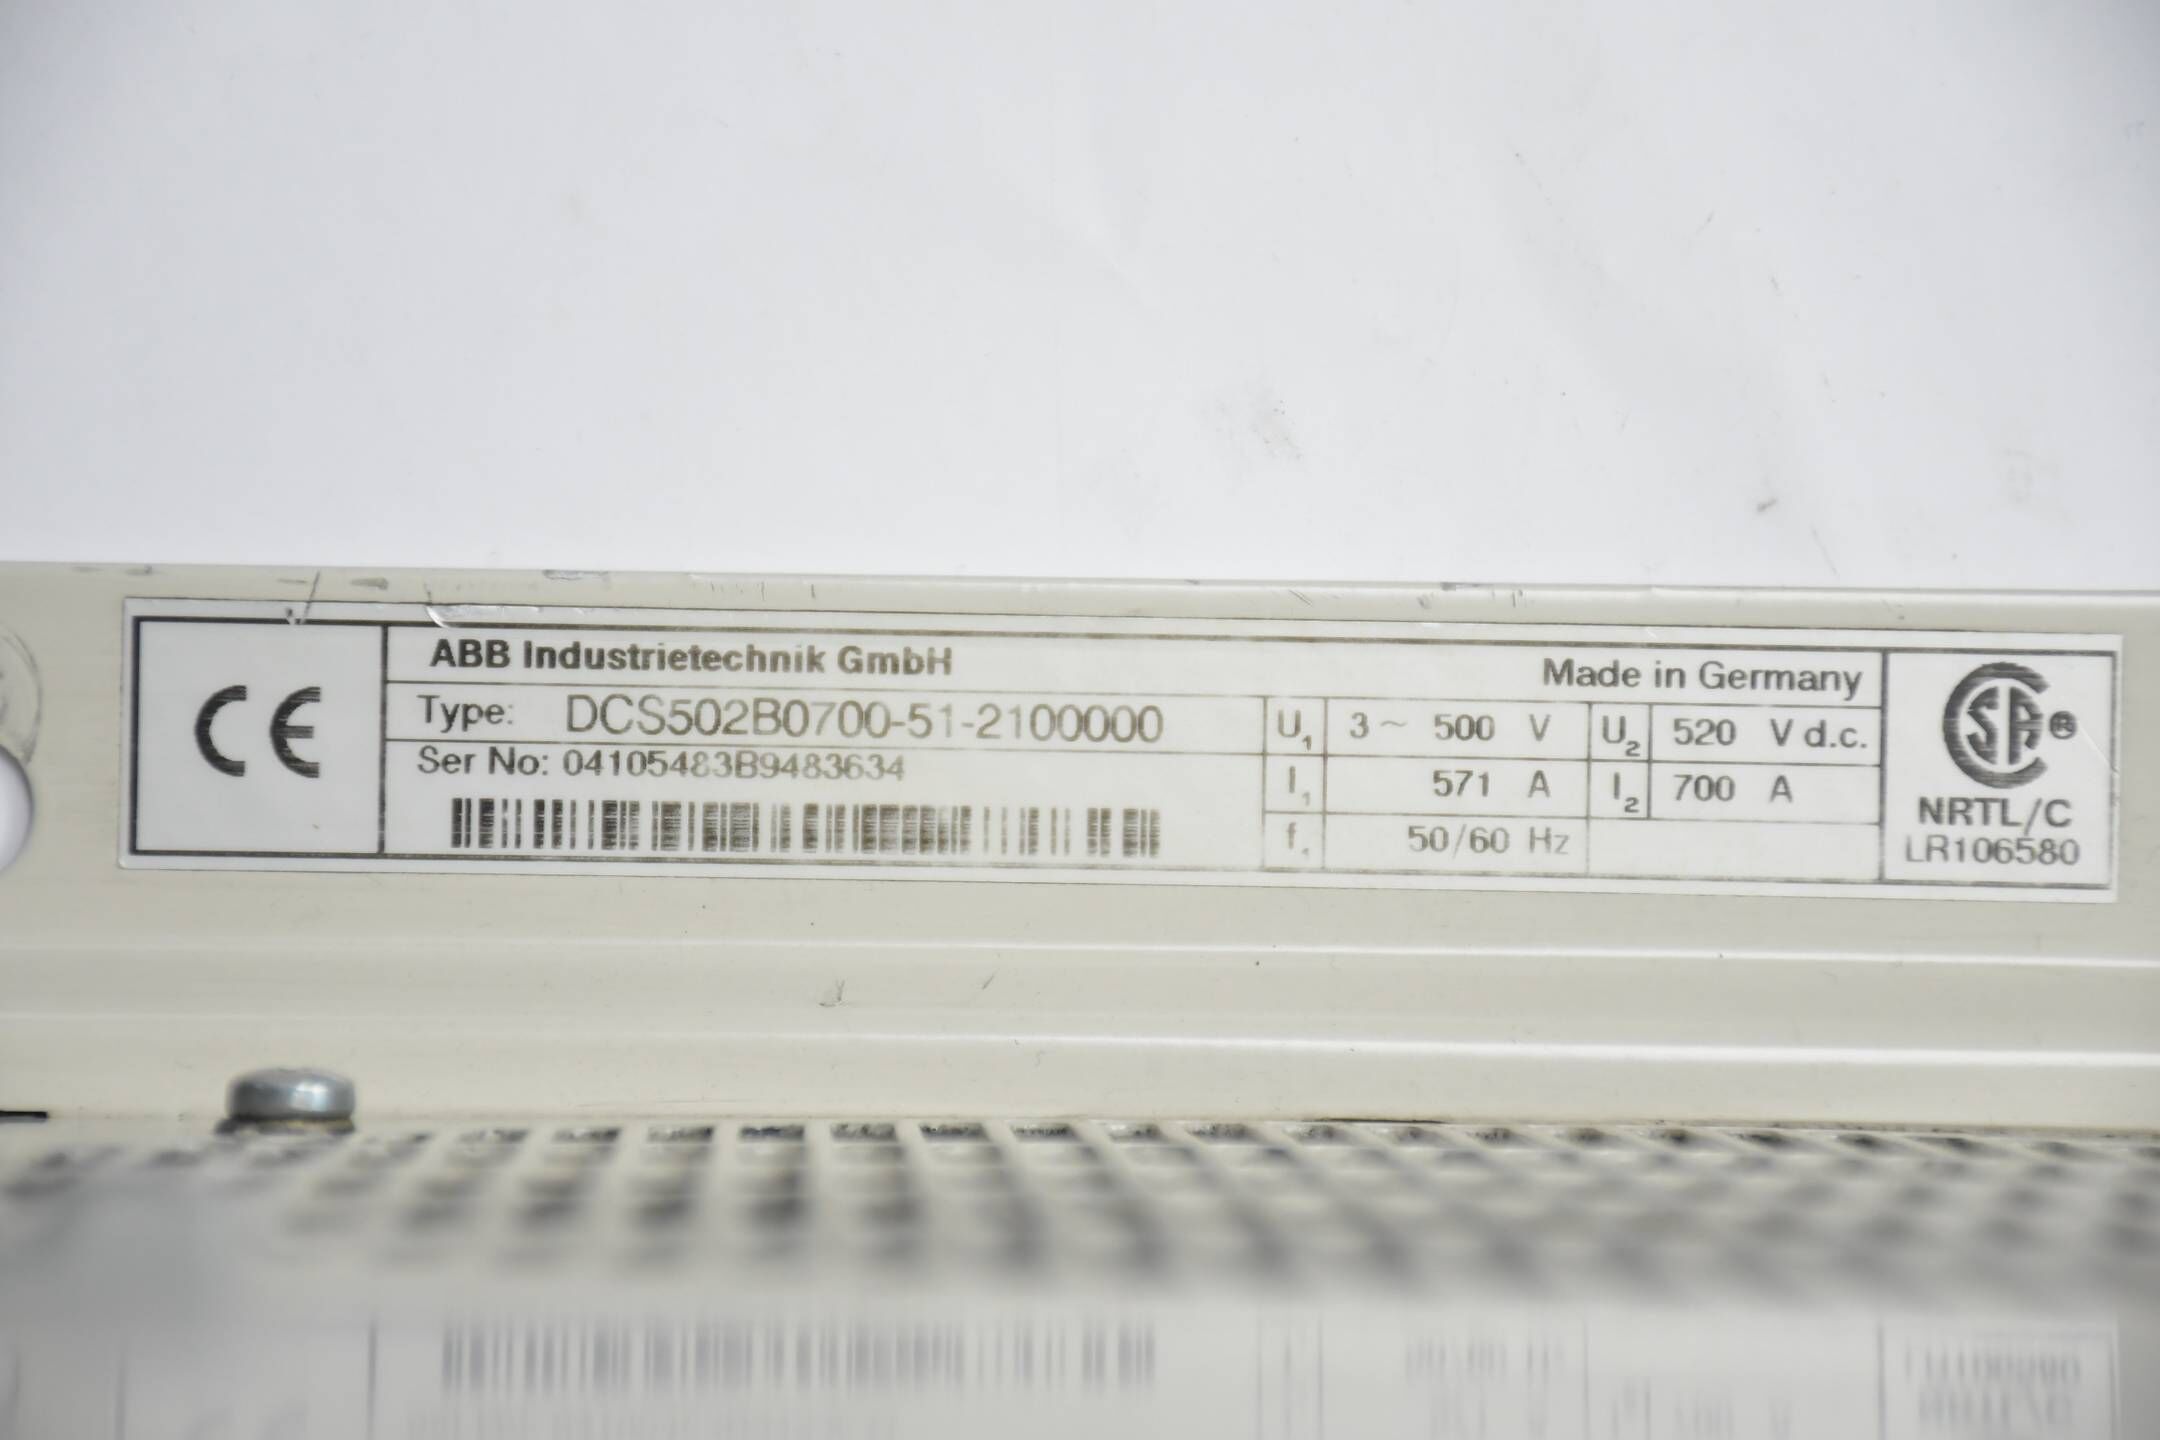 CE
ABB Industrietechnik GmbH
Made in Germany
Type: DCS502B0700-51-2100000
Ser No: 04105483B9483634
U1 3~ 500 V U2 520 V d.c.
I1 571 A I2 700 A
f1 50/60 Hz
SA®
NRTL/C
LR106580